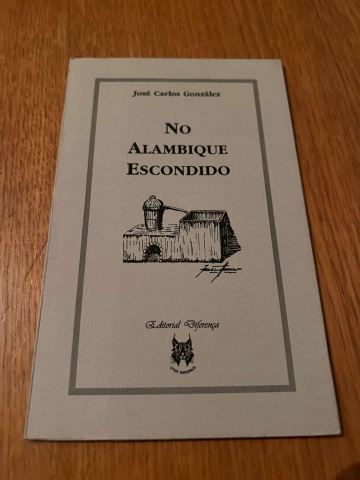 José Carlos González
No
Alambique
Escondido
Editorial Diferença